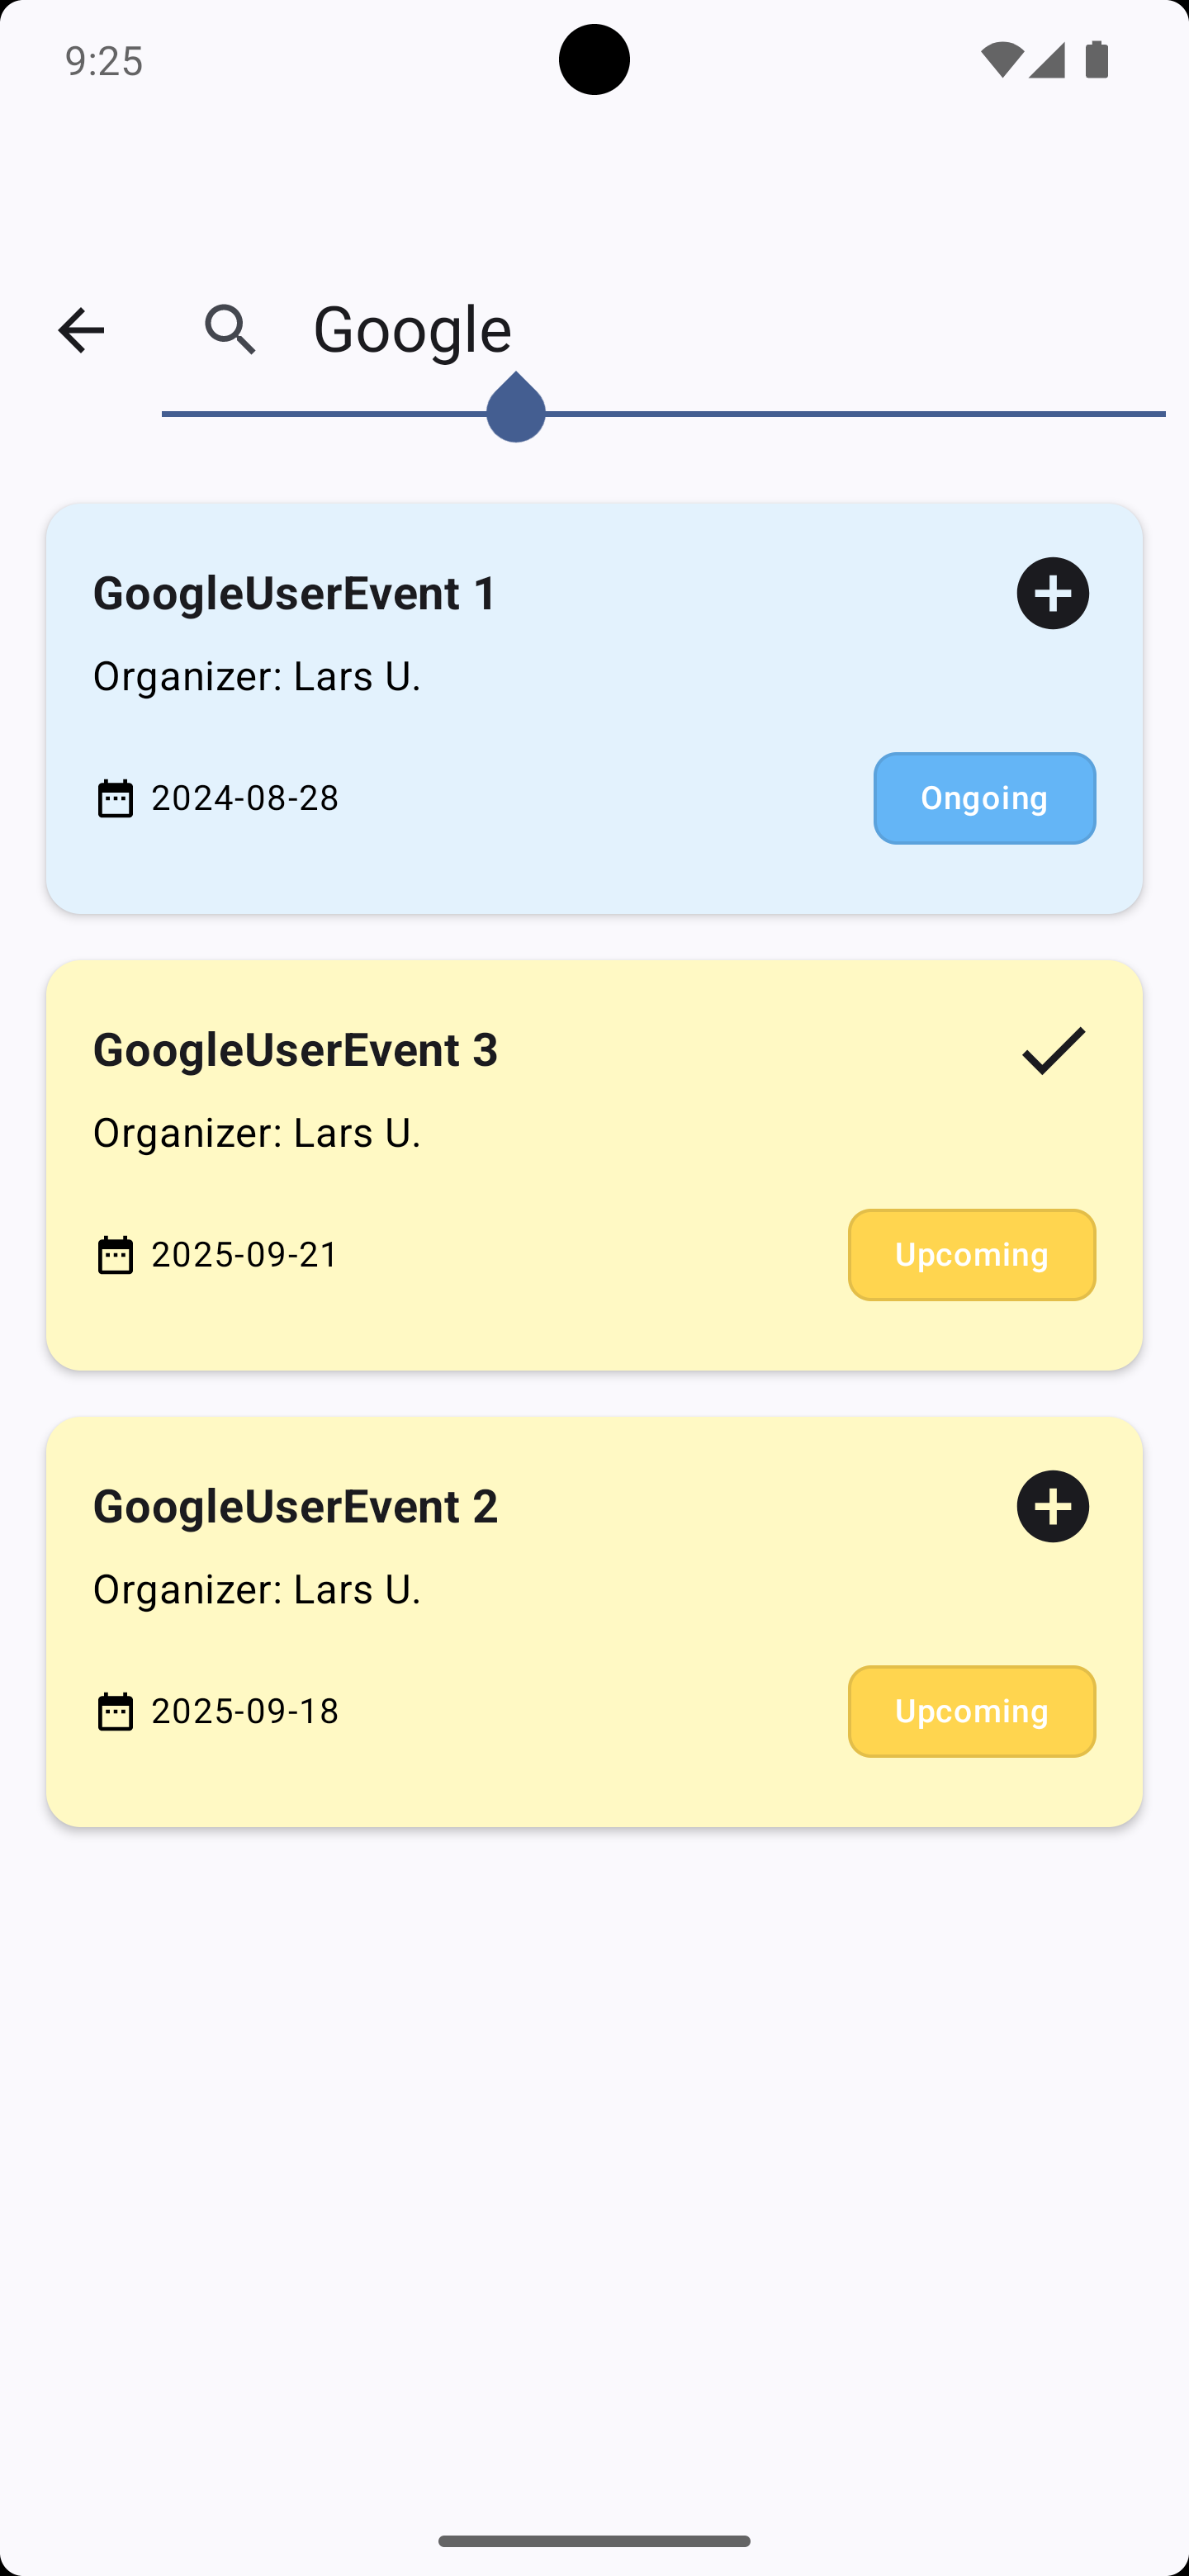 9:25
Google
GoogleUserEvent 1
Organizer: Lars U.
2024-08-28
Ongoing
GoogleUserEvent 3
Organizer: Lars U.
2025-09-21
Upcoming
GoogleUserEvent 2
Organizer: Lars U.
2025-09-18
Upcoming